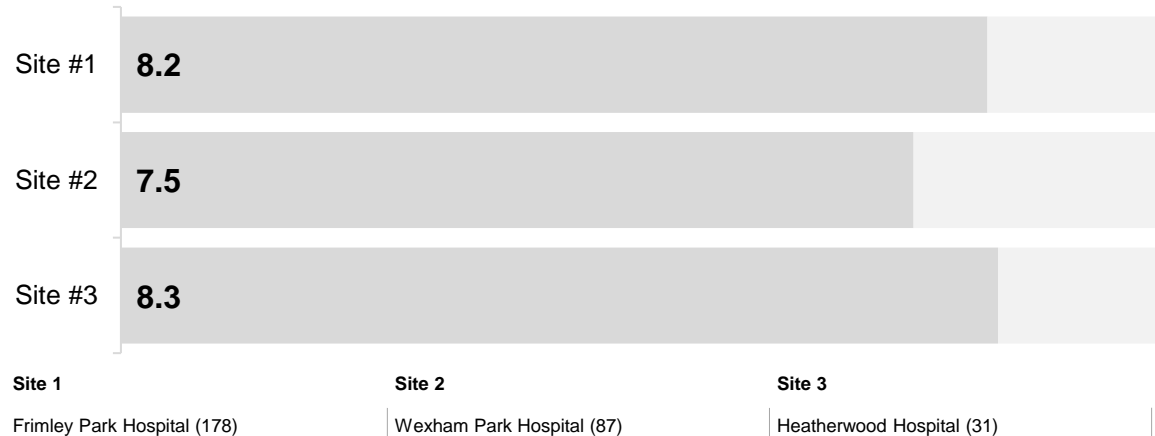 Site #1 8.2
Site #2 7.5
Site #3 8.3
Site 1 Site 2 Site 3
Frimley Park Hospital (178) Wexham Park Hospital (87) Heatherwood Hospital (31)